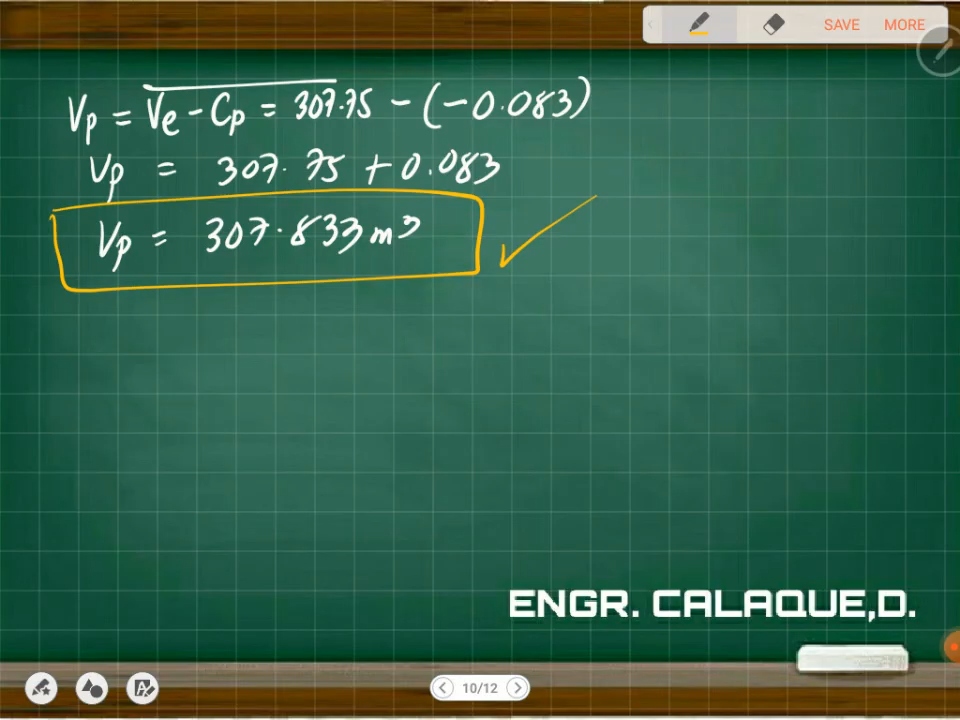 SAVE MORE
Vp = Ve - Cp = 307.75 - (-0.083)
Vp = 307.75 + 0.083
Vp = 307.833 m³
ENGR. CALAQUE,D.
10/12